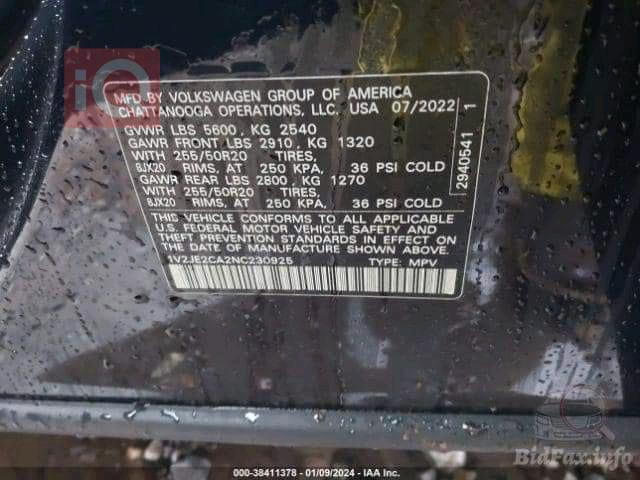 iQ
MFD.BY VOLKSWAGEN GROUP OF AMERICA
CHATTANOOGA OPERATIONS, LLC. USA 07/2022
GVWR LBS 5600, KG 2540
GAWR FRONT LBS 2910, KG 1320
WITH 255/50R20 TIRES,
8JX20 RIMS, AT 250 KPA, 36 PSI COLD
GAWR REAR LBS 2800, KG 1270
WITH 255/50R20 TIRES,
8JX20 RIMS, AT 250 KPA, 36 PSI COLD
THIS VEHICLE CONFORMS TO ALL APPLICABLE
U.S. FEDERAL MOTOR VEHICLE SAFETY AND
THEFT PREVENTION STANDARDS IN EFFECT ON
THE DATE OF MANUFACTURE SHOWN ABOVE.
1V2JE2CA2NC230925 TYPE: MPV
2940541 1
BidFax.info
000-38411378 - 01/09/2024 - IAA Inc.